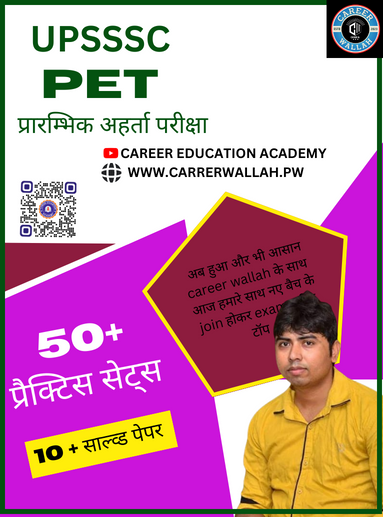 UPSSSC
CAREER
WALLAH
PET
प्रारम्भिक अहर्ता परीक्षा
CAREER EDUCATION ACADEMY
WWW.CARRERWALLAH.PW
अब हुआ और भी आसान
career wallah के साथ
आज हमारे साथ नए बैच के
join होकर exam
टॉप
50+
प्रैक्टिस सेट्स
10 + साल्व्ड पेपर